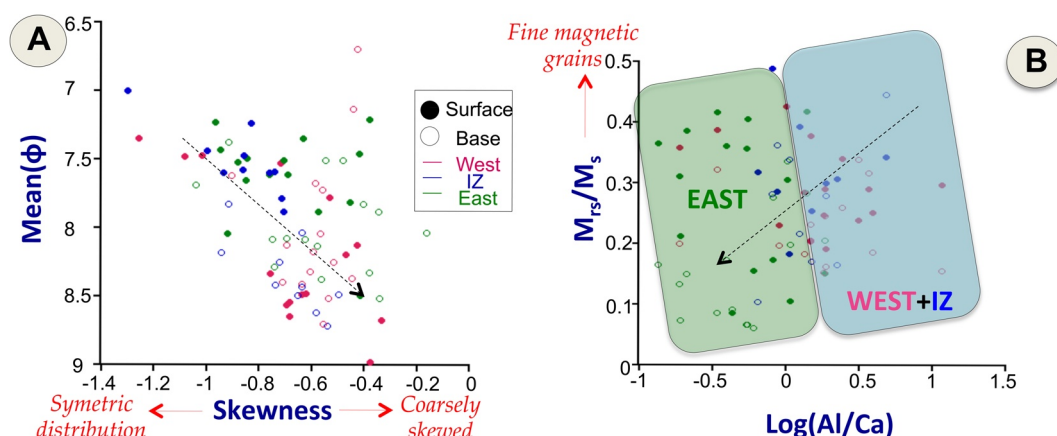 A
6.5
7
7.5
8
8.5
9
Mean(ϕ)
-1.4
-1.2
-1
-0.8
-0.6
-0.4
-0.2
0
Symetric
distribution
Skewness
Coarsely
skewed
Surface
Base
West
IZ
East
Fine magnetic
grains
B
0.5
0.4
0.3
0.2
0.1
0
Mrs/Ms
EAST
WEST+IZ
-1
-0.5
0
0.5
1
1.5
Log(Al/Ca)